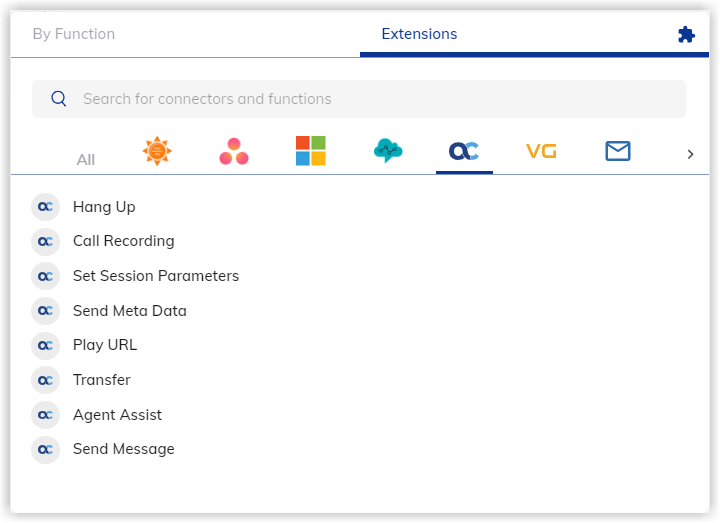 By Function
Extensions
Search for connectors and functions
All
VG
Hang Up
Call Recording
Set Session Parameters
Send Meta Data
Play URL
Transfer
Agent Assist
Send Message